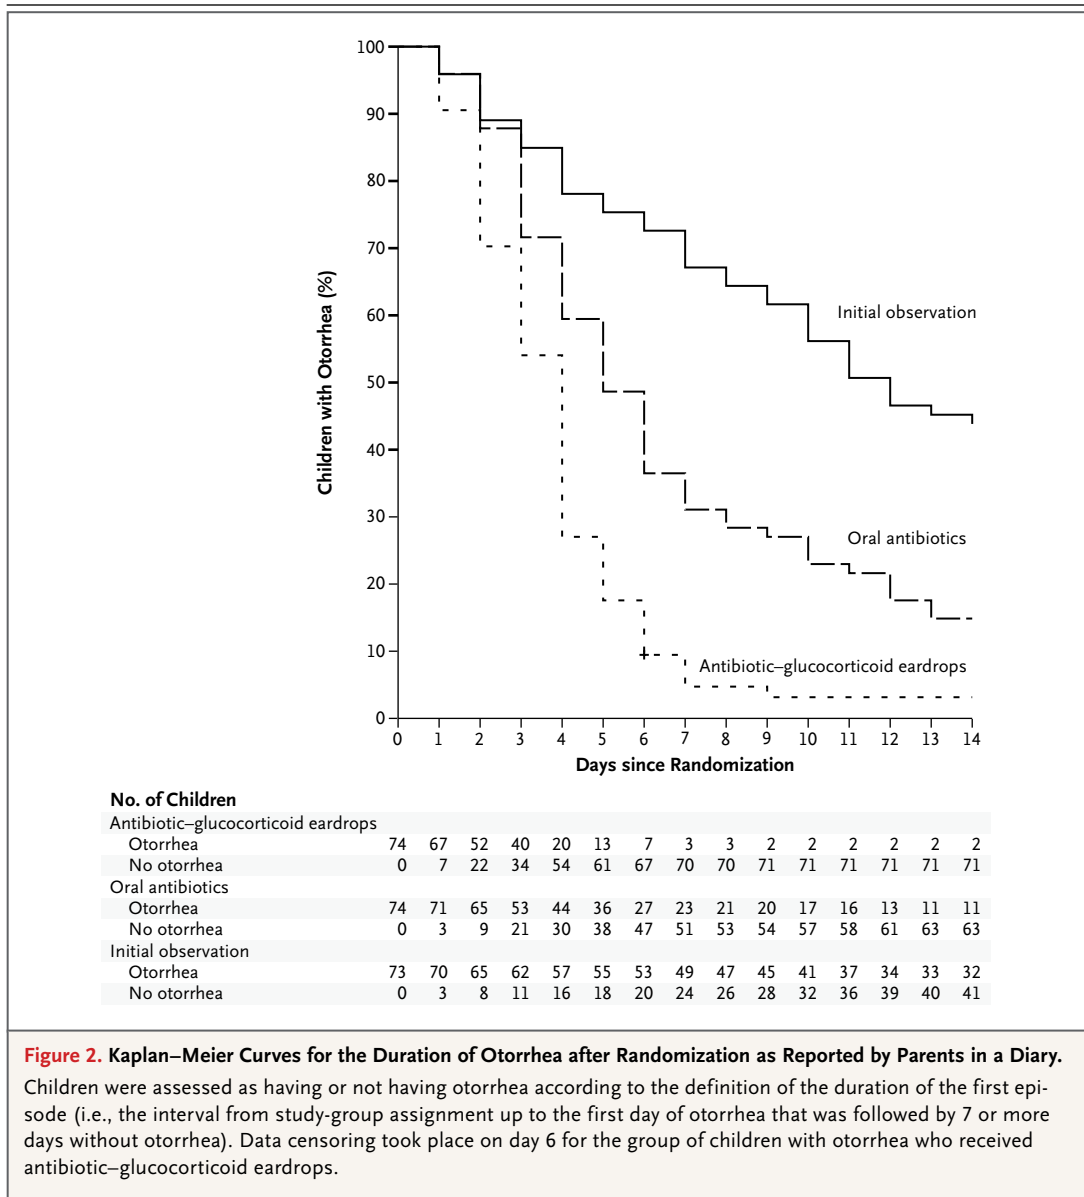 100
90
80
70
60
50
40
30
20
10
0
Children with Otorrhea (%)
Initial observation
Oral antibiotics
Antibiotic–glucocorticoid eardrops
0 1 2 3 4 5 6 7 8 9 10 11 12 13 14
Days since Randomization
No. of Children
Antibiotic–glucocorticoid eardrops
Otorrhea 74 67 52 40 20 13 7 3 3 2 2 2 2 2 2
No otorrhea 0 7 22 34 54 61 67 70 70 71 71 71 71 71 71
Oral antibiotics
Otorrhea 74 71 65 53 44 36 27 23 21 20 17 16 13 11 11
No otorrhea 0 3 9 21 30 38 47 51 53 54 57 58 61 63 63
Initial observation
Otorrhea 73 70 65 62 57 55 53 49 47 45 41 37 34 33 32
No otorrhea 0 3 8 11 16 18 20 24 26 28 32 36 39 40 41
Figure 2. Kaplan–Meier Curves for the Duration of Otorrhea after Randomization as Reported by Parents in a Diary.
Children were assessed as having or not having otorrhea according to the definition of the duration of the first epi-
sode (i.e., the interval from study-group assignment up to the first day of otorrhea that was followed by 7 or more
days without otorrhea). Data censoring took place on day 6 for the group of children with otorrhea who received
antibiotic–glucocorticoid eardrops.